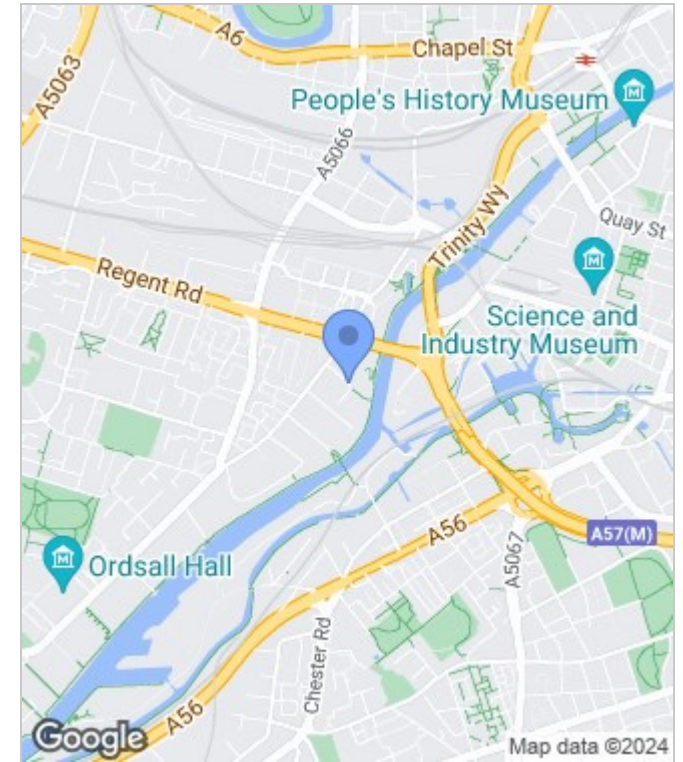 A6
Chapel St
A5063
People's History Museum
A5066
Trinity Wy
Quay St
Regent Rd
Science and
Industry Museum
A57(M)
A56
A5067
Ordsall Hall
Chester Rd
A56
Google
Map data ©2024